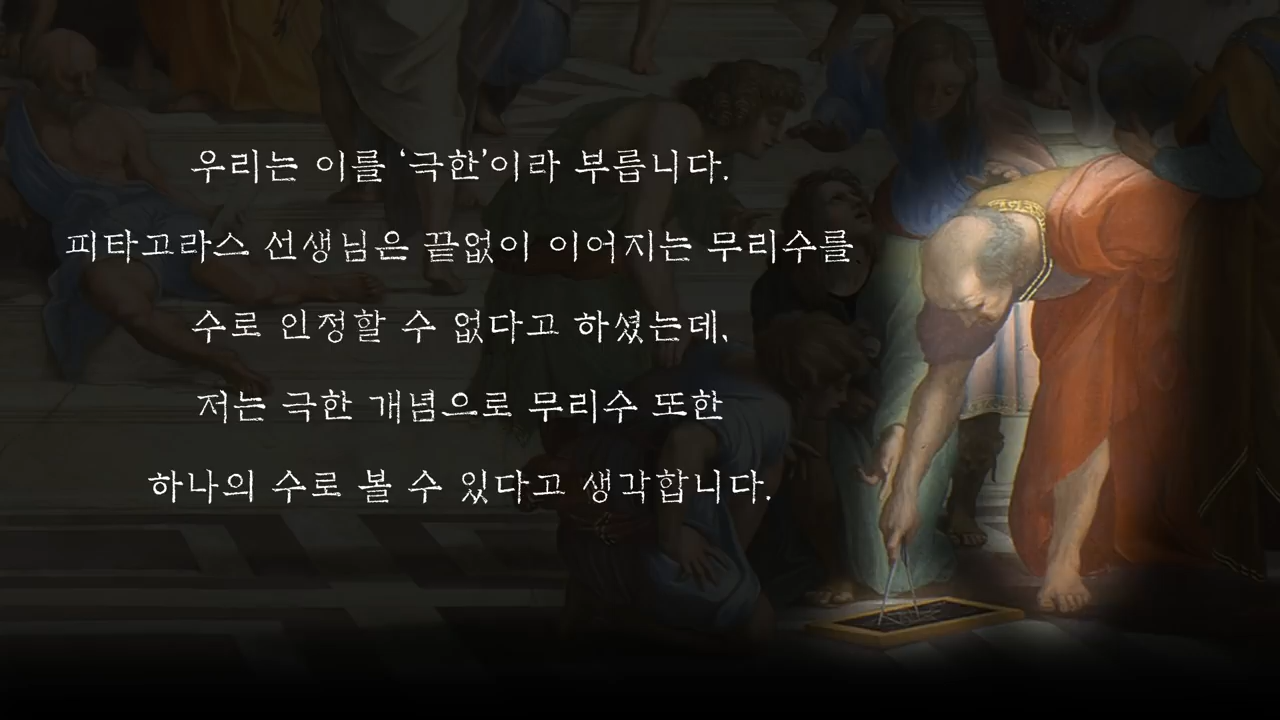 우리는 이를 ‘극한’이라 부릅니다.
피타고라스 선생님은 끝없이 이어지는 무리수를
수로 인정할 수 없다고 하셨는데,
저는 극한 개념으로 무리수 또한
하나의 수로 볼 수 있다고 생각합니다.